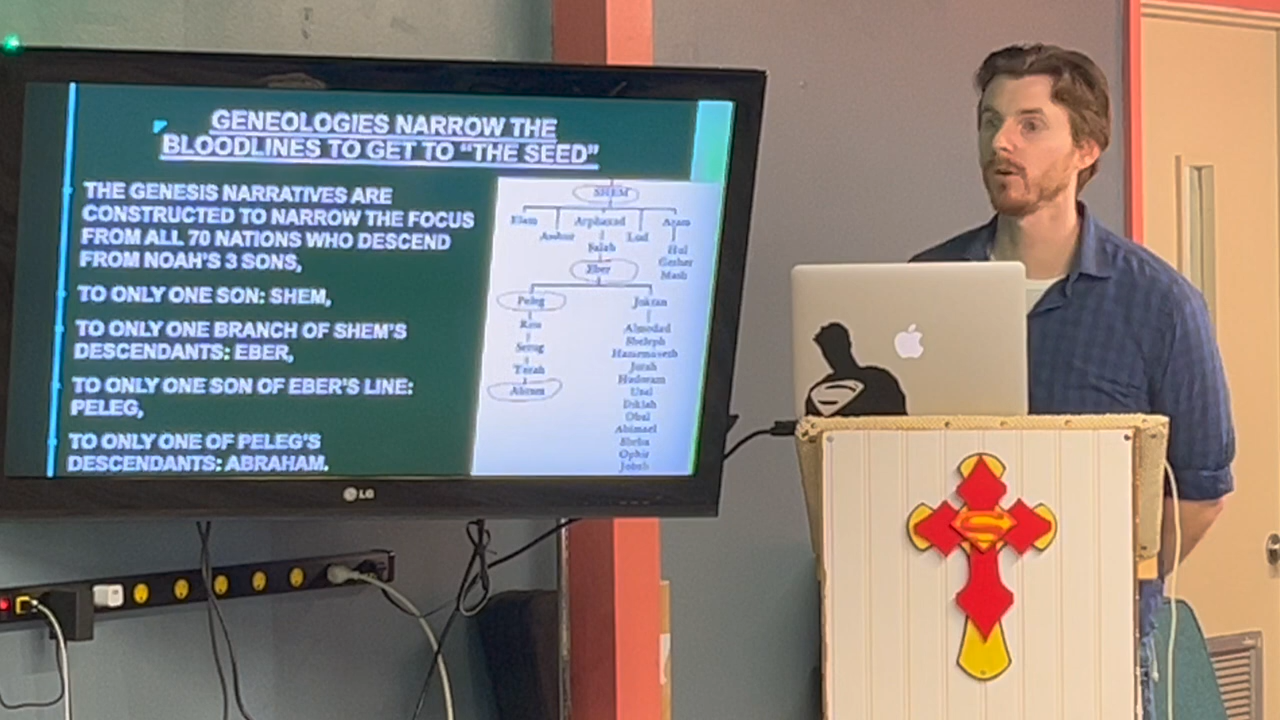 GENEOLOGIES NARROW THE
BLOODLINES TO GET TO "THE SEED"
THE GENESIS NARRATIVES ARE
CONSTRUCTED TO NARROW THE FOCUS
FROM ALL 70 NATIONS WHO DESCEND
FROM NOAH'S 3 SONS,
TO ONLY ONE SON: SHEM,
TO ONLY ONE BRANCH OF SHEM'S
DESCENDANTS: EBER,
TO ONLY ONE SON OF EBER'S LINE:
PELEG,
TO ONLY ONE OF PELEG'S
DESCENDANTS: ABRAHAM.
SHEM
Elam Arphaxad Aram
Lud
Hul
Gether
Mash
Eber
Peleg Joktan
Reu
Serug
Terah
Abram
Almodad
Sheleph
Jerah
Hadoram
Uzal
Diklah
Obal
Abimael
Sheba
Ophir
Jobab
LG